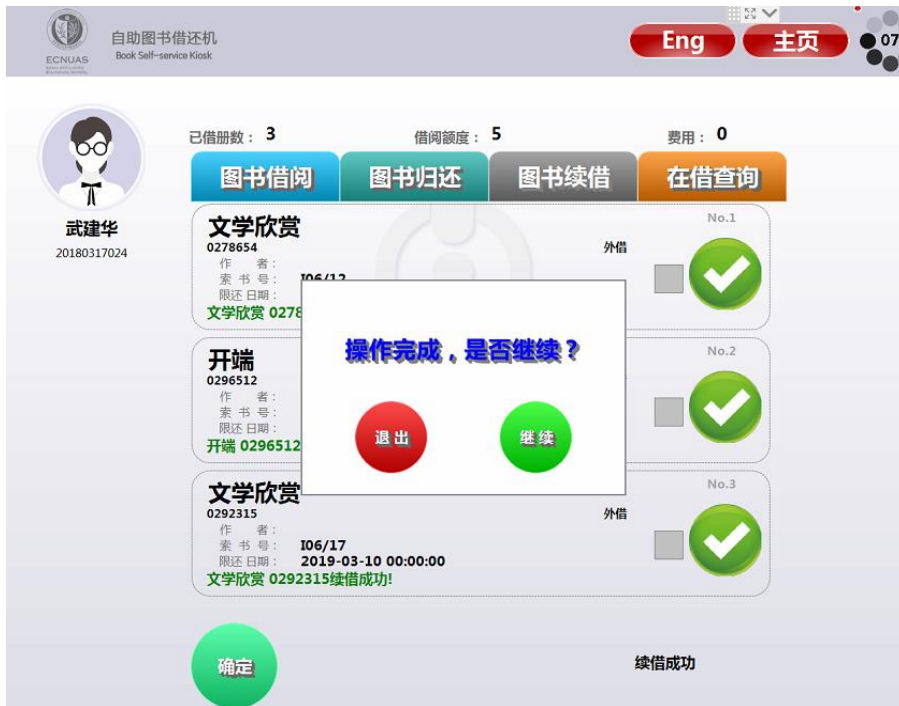 ECNUAS
自助图书借还机
Book Self-service Kiosk
Eng
主页
07
已借册数： 3
借阅额度： 5
费用： 0
图书借阅
图书归还
图书续借
在借查询
武建华
20180317024
文学欣赏
No.1
0278654
外借
作 者：
索 书 号： I06/12
限还日期：
文学欣赏 0278
开端
No.2
0296512
作 者：
索 书 号：
限还日期：
开端 0296512
操作完成，是否继续？
退出
继续
文学欣赏
No.3
0292315
外借
作 者：
索 书 号： I06/17
限还日期： 2019-03-10 00:00:00
文学欣赏 0292315续借成功!
确定
续借成功